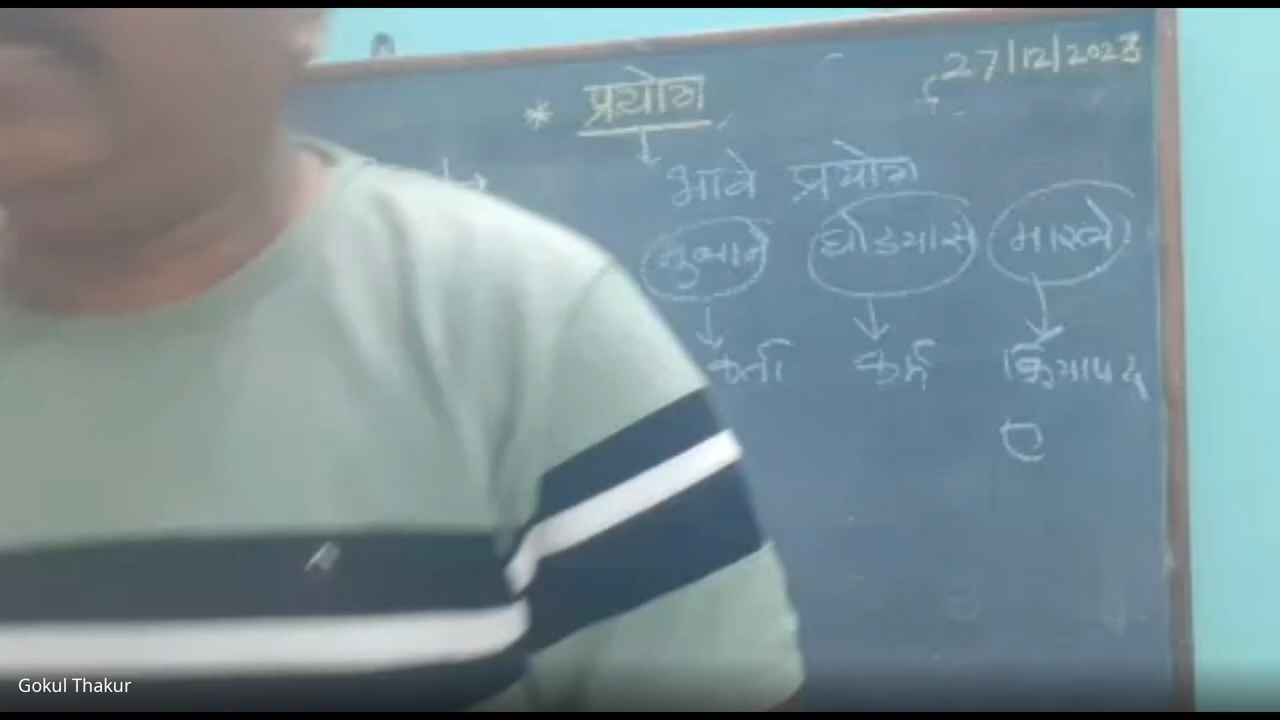 27/12/2023
* प्रयोग
भावे प्रयोग
घोड्यास मारले
कर्ता कर्म क्रियापद
Gokul Thakur